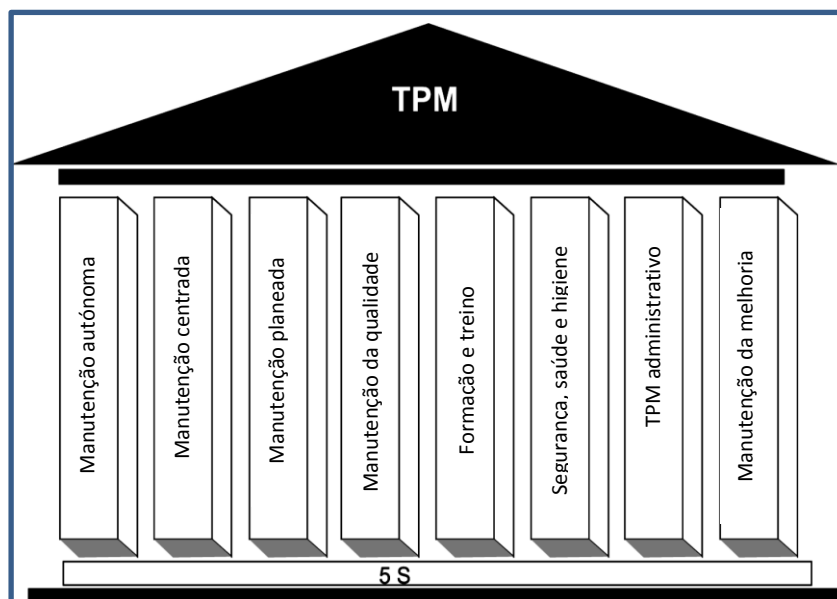 TPM
Manutenção autónoma
Manutenção centrada
Manutenção planeada
Manutenção da qualidade
Formação e treino
Segurança, saúde e higiene
TPM administrativo
Manutenção da melhoria
5 S